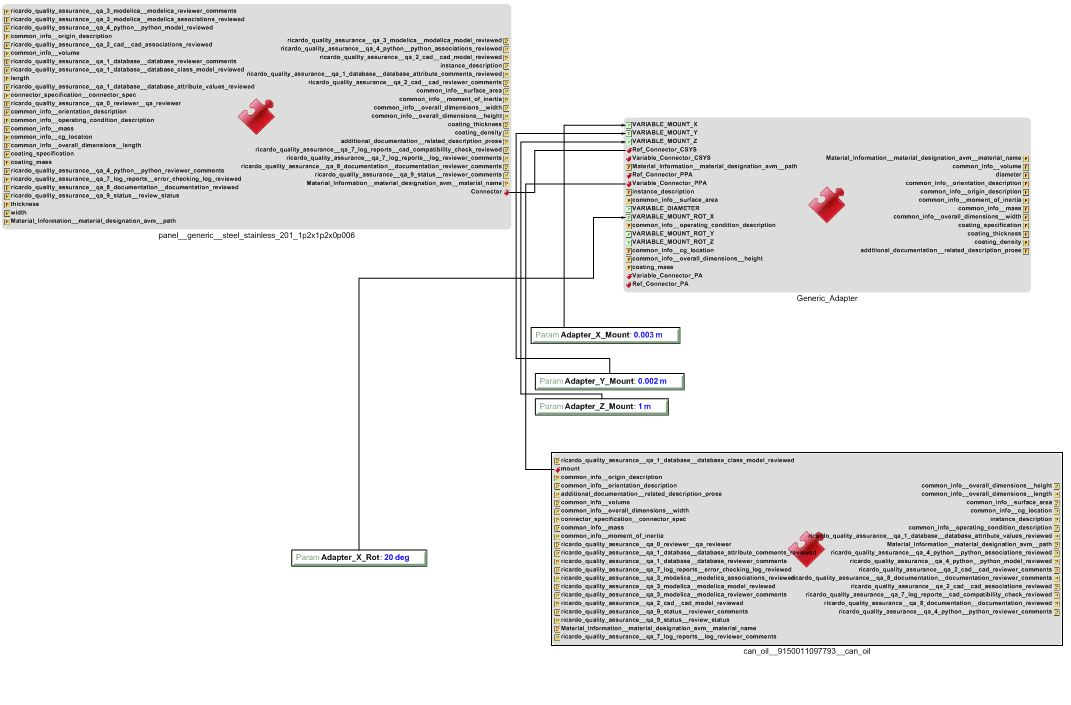 ricardo_quality_assurance__qa_3_modelica__modelica_reviewer_comments
ricardo_quality_assurance__qa_3_modelica__modelica_associations_reviewed
ricardo_quality_assurance__qa_4_python__python_model_reviewed
common_info__origin_description
ricardo_quality_assurance__qa_2_cad__cad_associations_reviewed
common_info__volume
ricardo_quality_assurance__qa_1_database__database_reviewer_comments
ricardo_quality_assurance__qa_1_database__database_class_model_reviewed
length
ricardo_quality_assurance__qa_1_database__database_attribute_values_reviewed
connector_specification__connector_spec
ricardo_quality_assurance__qa_0_reviewer__qa_reviewer
common_info__orientation_description
common_info__operating_condition_description
common_info__mass
common_info__cg_location
common_info__overall_dimensions__length
coating_specification
coating_mass
ricardo_quality_assurance__qa_4_python__python_reviewer_comments
ricardo_quality_assurance__qa_7_log_reports__error_checking_log_reviewed
ricardo_quality_assurance__qa_8_documentation__documentation_reviewed
ricardo_quality_assurance__qa_9_status__review_status
thickness
width
Material_Information__material_designation_avm__path
ricardo_quality_assurance__qa_3_modelica__modelica_model_reviewed
ricardo_quality_assurance__qa_4_python__python_associations_reviewed
ricardo_quality_assurance__qa_2_cad__cad_model_reviewed
instance_description
ricardo_quality_assurance__qa_1_database__database_attribute_comments_reviewed
ricardo_quality_assurance__qa_2_cad__cad_reviewer_comments
common_info__surface_area
common_info__moment_of_inertia
common_info__overall_dimensions__width
common_info__overall_dimensions__height
coating_thickness
coating_density
additional_documentation__related_description_prose
ricardo_quality_assurance__qa_7_log_reports__cad_compatibility_check_reviewed
ricardo_quality_assurance__qa_7_log_reports__log_reviewer_comments
ricardo_quality_assurance__qa_8_documentation__documentation_reviewer_comments
ricardo_quality_assurance__qa_9_status__reviewer_comments
Material_Information__material_designation_avm__material_name
Connector
panel__generic__steel_stainless_201_1p2x1p2x0p006
VARIABLE_MOUNT_X
VARIABLE_MOUNT_Y
VARIABLE_MOUNT_Z
Ref_Connector_CSYS
Variable_Connector_CSYS
Material_Information__material_designation_avm__path
Ref_Connector_PPA
Variable_Connector_PPA
instance_description
common_info__surface_area
VARIABLE_DIAMETER
VARIABLE_MOUNT_ROT_X
common_info__operating_condition_description
VARIABLE_MOUNT_ROT_Y
VARIABLE_MOUNT_ROT_Z
common_info__cg_location
common_info__overall_dimensions__height
coating_mass
Variable_Connector_PA
Ref_Connector_PA
Material_Information__material_designation_avm__material_name
common_info__volume
diameter
common_info__orientation_description
common_info__origin_description
common_info__moment_of_inertia
common_info__mass
common_info__overall_dimensions__width
coating_specification
coating_thickness
coating_density
additional_documentation__related_description_prose
Generic_Adapter
Param Adapter_X_Mount: 0.003 m
Param Adapter_Y_Mount: 0.002 m
Param Adapter_Z_Mount: 1 m
Param Adapter_X_Rot: 20 deg
ricardo_quality_assurance__qa_1_database__database_class_model_reviewed
mount
common_info__origin_description
common_info__orientation_description
additional_documentation__related_description_prose
common_info__volume
common_info__overall_dimensions__width
connector_specification__connector_spec
common_info__mass
common_info__moment_of_inertia
ricardo_quality_assurance__qa_0_reviewer__qa_reviewer
ricardo_quality_assurance__qa_1_database__database_attribute_comments_reviewed
ricardo_quality_assurance__qa_1_database__database_reviewer_comments
ricardo_quality_assurance__qa_7_log_reports__error_checking_log_reviewed
ricardo_quality_assurance__qa_3_modelica__modelica_associations_reviewed
ricardo_quality_assurance__qa_3_modelica__modelica_model_reviewed
ricardo_quality_assurance__qa_3_modelica__modelica_reviewer_comments
ricardo_quality_assurance__qa_2_cad__cad_model_reviewed
ricardo_quality_assurance__qa_9_status__reviewer_comments
ricardo_quality_assurance__qa_9_status__review_status
Material_Information__material_designation_avm__material_name
ricardo_quality_assurance__qa_7_log_reports__log_reviewer_comments
common_info__overall_dimensions__height
common_info__overall_dimensions__length
common_info__surface_area
common_info__cg_location
instance_description
common_info__operating_condition_description
ricardo_quality_assurance__qa_1_database__database_attribute_values_reviewed
Material_Information__material_designation_avm__path
ricardo_quality_assurance__qa_4_python__python_associations_reviewed
ricardo_quality_assurance__qa_4_python__python_model_reviewed
ricardo_quality_assurance__qa_2_cad__cad_reviewer_comments
ricardo_quality_assurance__qa_8_documentation__documentation_reviewer_comments
ricardo_quality_assurance__qa_2_cad__cad_associations_reviewed
ricardo_quality_assurance__qa_7_log_reports__cad_compatibility_check_reviewed
ricardo_quality_assurance__qa_8_documentation__documentation_reviewed
ricardo_quality_assurance__qa_4_python__python_reviewer_comments
can_oil__9150011097793__can_oil